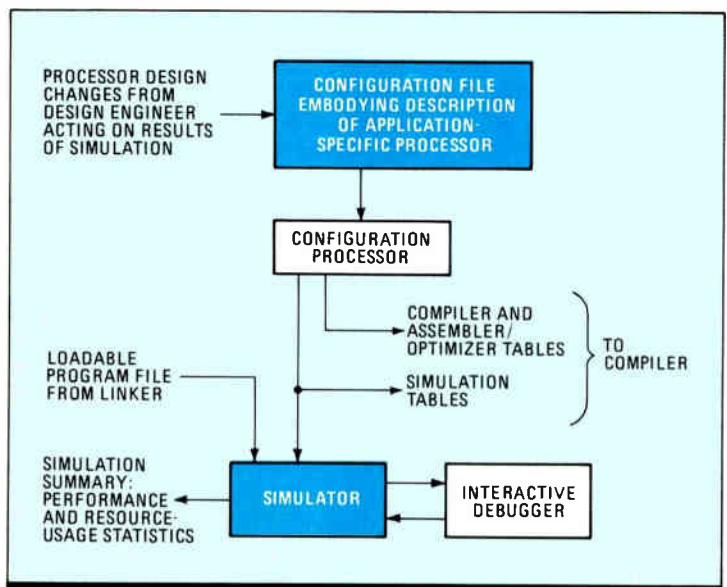 PROCESSOR DESIGN
CHANGES FROM
DESIGN ENGINEER
ACTING ON RESULTS
OF SIMULATION
CONFIGURATION FILE
EMBODYING DESCRIPTION
OF APPLICATION-
SPECIFIC PROCESSOR
CONFIGURATION
PROCESSOR
COMPILER AND
ASSEMBLER/
OPTIMIZER TABLES
SIMULATION
TABLES
TO
COMPILER
LOADABLE
PROGRAM FILE
FROM LINKER
SIMULATION
SUMMARY:
PERFORMANCE
AND RESOURCE-
USAGE STATISTICS
SIMULATOR
INTERACTIVE
DEBUGGER